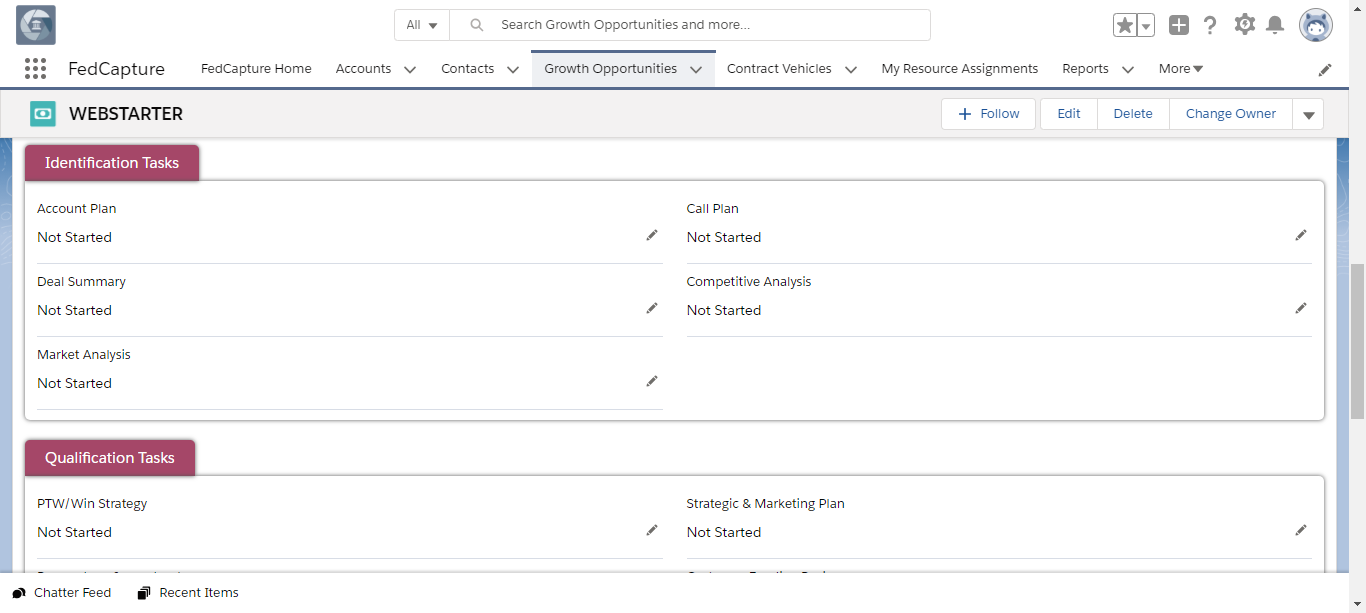 All
Search Growth Opportunities and more...
FedCapture
FedCapture Home
Accounts
Contacts
Growth Opportunities
Contract Vehicles
My Resource Assignments
Reports
More
WEBSTARTER
Follow
Edit
Delete
Change Owner
Identification Tasks
Account Plan
Call Plan
Not Started
Not Started
Deal Summary
Competitive Analysis
Not Started
Not Started
Market Analysis
Not Started
Qualification Tasks
PTW/Win Strategy
Strategic & Marketing Plan
Not Started
Not Started
Chatter Feed
Recent Items